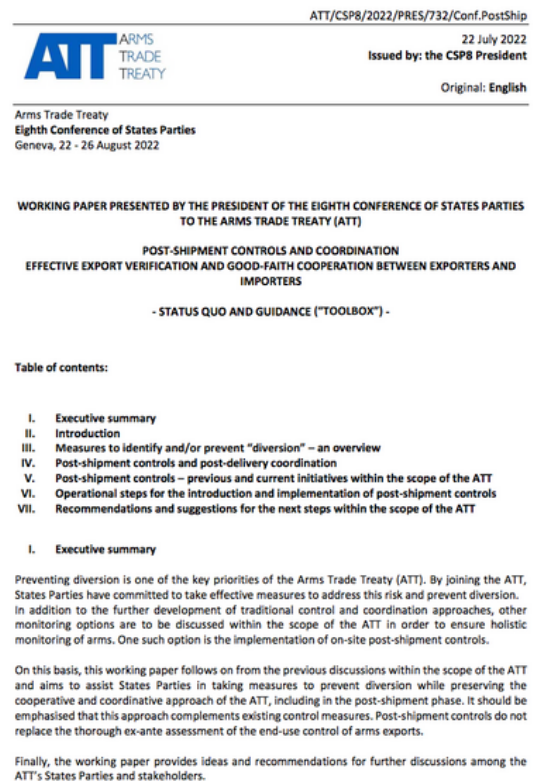 ATT/CSP8/2022/PRES/732/Conf.PostShip
ATT ARMS
TRADE
TREATY
22 July 2022
Issued by: the CSP8 President
Original: English
Arms Trade Treaty
Eighth Conference of States Parties
Geneva, 22 - 26 August 2022
WORKING PAPER PRESENTED BY THE PRESIDENT OF THE EIGHTH CONFERENCE OF STATES PARTIES
TO THE ARMS TRADE TREATY (ATT)
POST-SHIPMENT CONTROLS AND COORDINATION
EFFECTIVE EXPORT VERIFICATION AND GOOD-FAITH COOPERATION BETWEEN EXPORTERS AND
IMPORTERS
- STATUS QUO AND GUIDANCE ("TOOLBOX") -
Table of contents:
I. Executive summary
II. Introduction
III. Measures to identify and/or prevent "diversion" – an overview
IV. Post-shipment controls and post-delivery coordination
V. Post-shipment controls – previous and current initiatives within the scope of the ATT
VI. Operational steps for the introduction and implementation of post-shipment controls
VII. Recommendations and suggestions for the next steps within the scope of the ATT
I. Executive summary
Preventing diversion is one of the key priorities of the Arms Trade Treaty (ATT). By joining the ATT,
States Parties have committed to take effective measures to address this risk and prevent diversion.
In addition to the further development of traditional control and coordination approaches, other
monitoring options are to be discussed within the scope of the ATT in order to ensure holistic
monitoring of arms. One such option is the implementation of on-site post-shipment controls.
On this basis, this working paper follows on from the previous discussions within the scope of the ATT
and aims to assist States Parties in taking measures to prevent diversion while preserving the
cooperative and coordinative approach of the ATT, including in the post-shipment phase. It should be
emphasised that this approach complements existing control measures. Post-shipment controls do not
replace the thorough ex-ante assessment of the end-use control of arms exports.
Finally, the working paper provides ideas and recommendations for further discussions among the
ATT's States Parties and stakeholders.